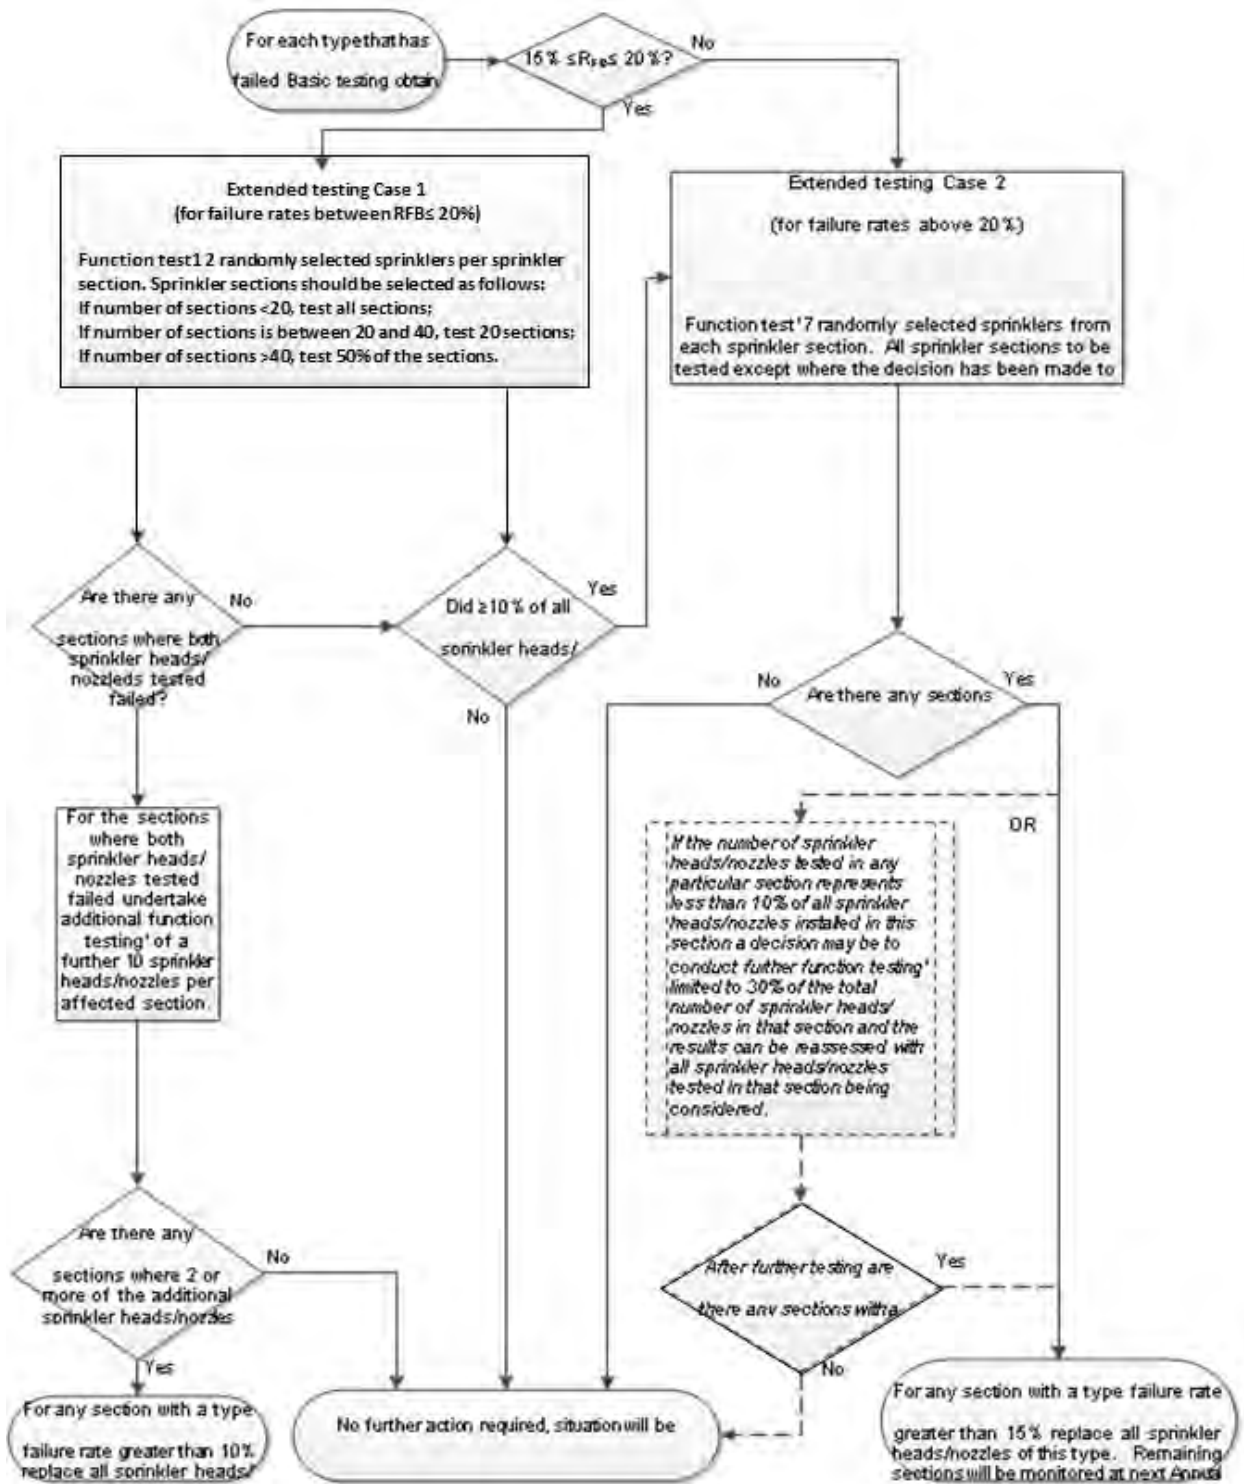 For each type that has
failed Basic testing obtain
15% ≤RFB≤ 20%?
No
Yes
Extended testing Case 1
(for failure rates between RFB≤ 20%)
Function test1 2 randomly selected sprinklers per sprinkler
section. Sprinkler sections should be selected as follows:
If number of sections <20, test all sections;
If number of sections is between 20 and 40, test 20 sections;
If number of sections >40, test 50% of the sections.
Extended testing Case 2
(for failure rates above 20%)
Function test' 7 randomly selected sprinklers from
each sprinkler section. All sprinkler sections to be
tested except where the decision has been made to
Are there any
sections where both
sprinkler heads/
nozzleds tested
failed?
No
Did ≥10% of all
sprinkler heads/
Yes
No
Are there any sections
No
Yes
For the sections
where both
sprinkler heads/
nozzles tested
failed undertake
additional function
testing' of a
further 10 sprinkler
heads/nozzles per
affected section.
OR
If the number of sprinkler
heads/nozzles tested in any
particular section represents
less than 10% of all sprinkler
heads/nozzles installed in this
section a decision may be to
conduct further function testing'
limited to 30% of the total
number of sprinkler heads/
nozzles in that section and the
results can be reassessed with
all sprinkler heads/nozzles
tested in that section being
considered.
Are there any
sections where 2 or
more of the additional
sprinkler heads/nozzles
No
Yes
After further testing are
there any sections with a
Yes
No
For any section with a type
failure rate greater than 10%
replace all sprinkler heads/
No further action required, situation will be
For any section with a type failure rate
greater than 15% replace all sprinkler
heads/nozzles of this type. Remaining
sections will be monitored at next Annual